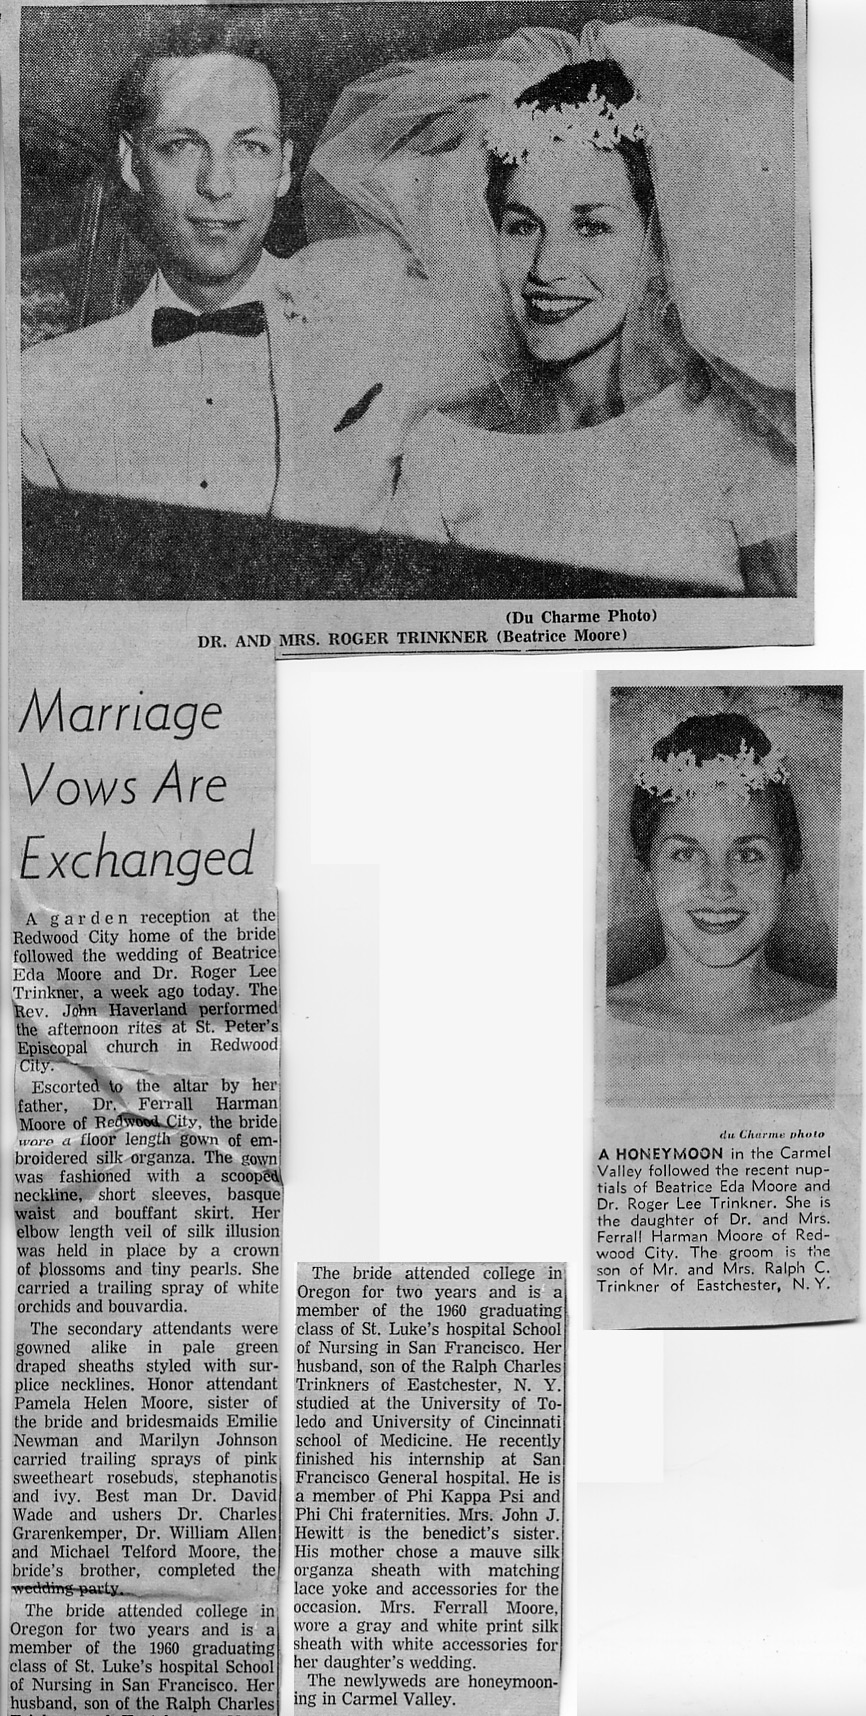 (Du Charme Photo)
DR. AND MRS. ROGER TRINKNER (Beatrice Moore)
Marriage
Vows Are
Exchanged
A garden reception at the
Redwood City home of the bride
followed the wedding of Beatrice
Eda Moore and Dr. Roger Lee
Trinkner, a week ago today. The
Rev. John Haverland performed
the afternoon rites at St. Peter's
Episcopal church in Redwood
City.
Escorted to the altar by her
father, Dr. Ferrall Harman
Moore of Redwood City, the bride
wore a floor length gown of em-
broidered silk organza. The gown
was fashioned with a scooped
neckline, short sleeves, basque
waist and bouffant skirt. Her
elbow length veil of silk illusion
was held in place by a crown
of blossoms and tiny pearls. She
carried a trailing spray of white
orchids and bouvardia.
The secondary attendants were
gowned alike in pale green
draped sheaths styled with sur-
plice necklines. Honor attendant
Pamela Helen Moore, sister of
the bride and bridesmaids Emilie
Newman and Marilyn Johnson
carried trailing sprays of pink
sweetheart rosebuds, stephanotis
and ivy. Best man Dr. David
Wade and ushers Dr. Charles
Grarenkemper, Dr. William Allen
and Michael Telford Moore, the
bride's brother, completed the
wedding party.
The bride attended college in
Oregon for two years and is a
member of the 1960 graduating
class of St. Luke's hospital School
of Nursing in San Francisco. Her
husband, son of the Ralph Charles
The bride attended college in
Oregon for two years and is a
member of the 1960 graduating
class of St. Luke's hospital School
of Nursing in San Francisco. Her
husband, son of the Ralph Charles
Trinkners of Eastchester, N. Y.
studied at the University of To-
ledo and University of Cincinnati
school of Medicine. He recently
finished his internship at San
Francisco General hospital. He is
a member of Phi Kappa Psi and
Phi Chi fraternities. Mrs. John J.
Hewitt is the benedict's sister.
His mother chose a mauve silk
organza sheath with matching
lace yoke and accessories for the
occasion. Mrs. Ferrall Moore,
wore a gray and white print silk
sheath with white accessories for
her daughter's wedding.
The newlyweds are honeymoon-
ing in Carmel Valley.
du Charme photo
A HONEYMOON in the Carmel
Valley followed the recent nup-
tials of Beatrice Eda Moore and
Dr. Roger Lee Trinkner. She is
the daughter of Dr. and Mrs.
Ferrall Harman Moore of Red-
wood City. The groom is the
son of Mr. and Mrs. Ralph C.
Trinkner of Eastchester, N. Y.